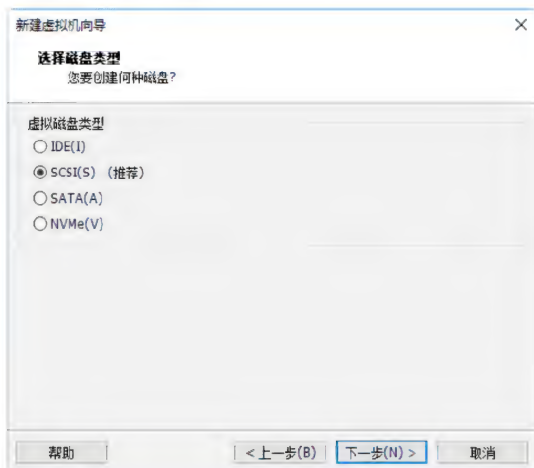 新建虚拟机向导
选择磁盘类型
您要创建何种磁盘?
虚拟磁盘类型
IDE(I)
SCSI(S) (推荐)
SATA(A)
NVMe(V)
帮助 <上一步(B) 下一步(N) > 取消